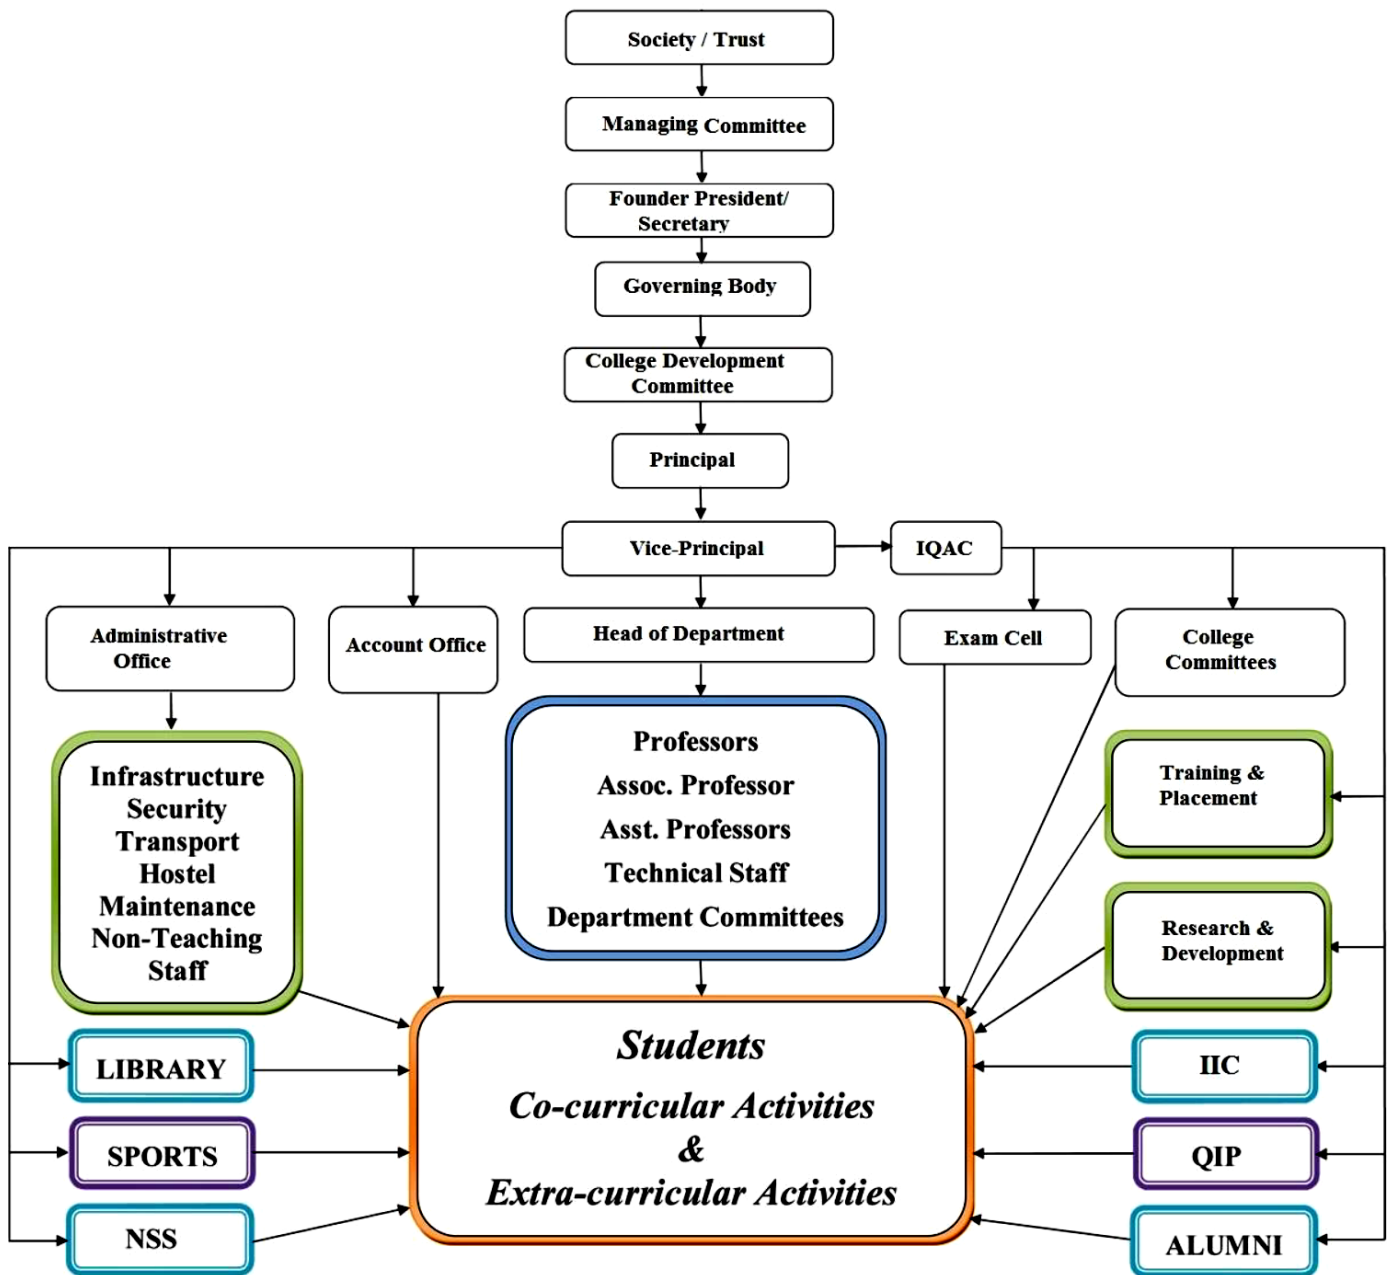 Society / Trust
Managing Committee
Founder President/
Secretary
Governing Body
College Development
Committee
Principal
Vice-Principal
IQAC
Administrative
Office
Account Office
Head of Department
Exam Cell
College
Committees
Infrastructure
Security
Transport
Hostel
Maintenance
Non-Teaching
Staff
Professors
Assoc. Professor
Asst. Professors
Technical Staff
Department Committees
Training &
Placement
Research &
Development
LIBRARY
SPORTS
NSS
Students
Co-curricular Activities
&
Extra-curricular Activities
IIC
QIP
ALUMNI